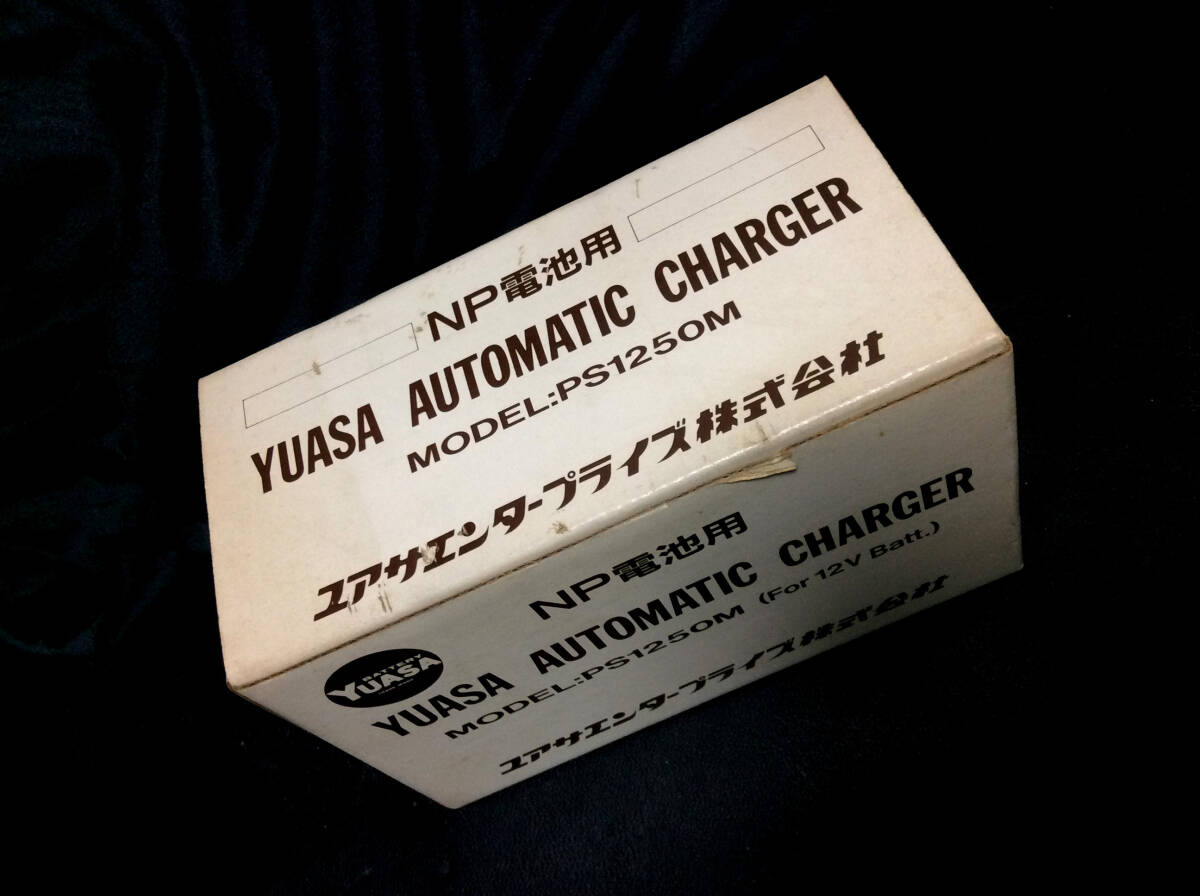 NP電池用
YUASA AUTOMATIC CHARGER
MODEL:PS1250M
ユアサエンタープライズ株式会社
NP電池用
BATTERY
YUASA
YUASA AUTOMATIC CHARGER
MODEL:PS1250M (For 12V Batt.)
ユアサエンタープライズ株式会社